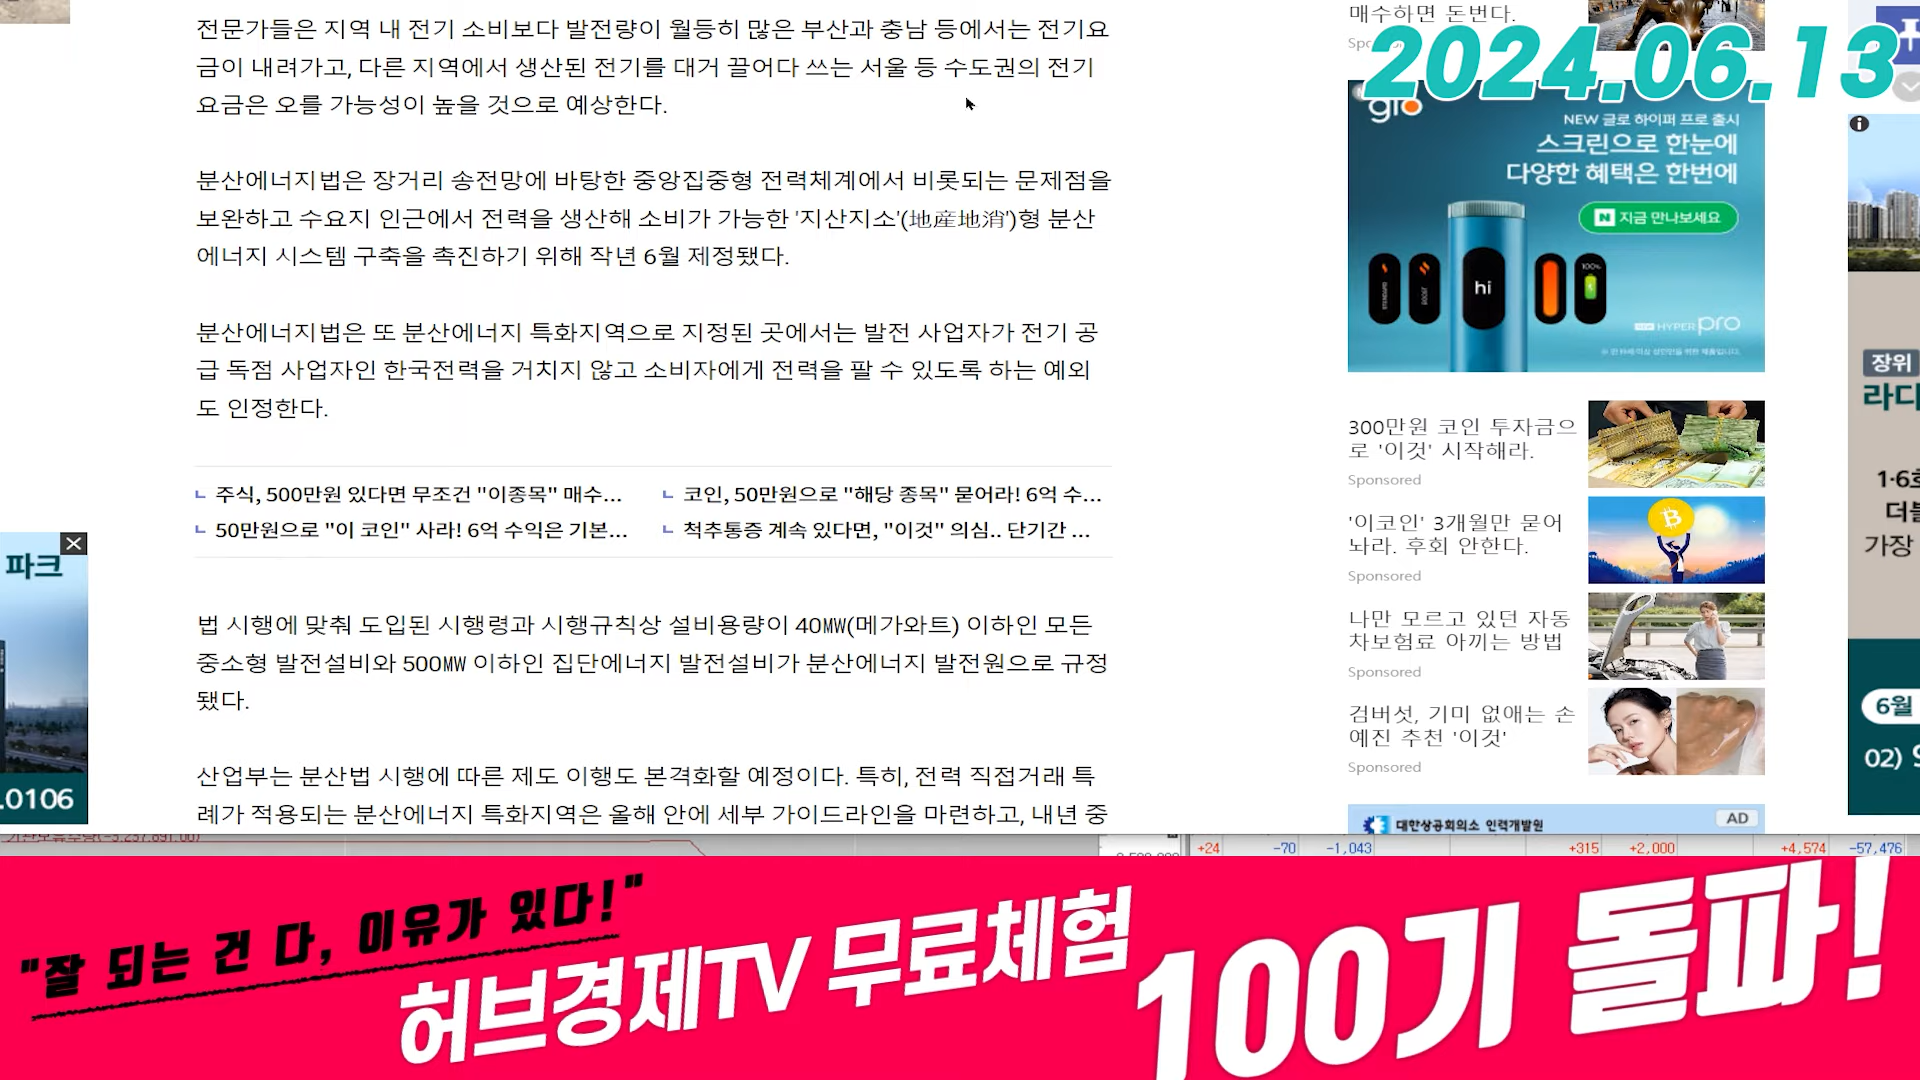 전문가들은 지역 내 전기 소비보다 발전량이 월등히 많은 부산과 충남 등에서는 전기요
금이 내려가고, 다른 지역에서 생산된 전기를 대거 끌어다 쓰는 서울 등 수도권의 전기
요금은 오를 가능성이 높을 것으로 예상한다.
분산에너지법은 장거리 송전망에 바탕한 중앙집중형 전력체계에서 비롯되는 문제점을
보완하고 수요지 인근에서 전력을 생산해 소비가 가능한 '지산지소'(地産地消')형 분산
에너지 시스템 구축을 촉진하기 위해 작년 6월 제정됐다.
분산에너지법은 또 분산에너지 특화지역으로 지정된 곳에서는 발전 사업자가 전기 공
급 독점 사업자인 한국전력을 거치지 않고 소비자에게 전력을 팔 수 있도록 하는 예외
도 인정한다.
주식, 500만원 있다면 무조건 "이종목" 매수...
코인, 50만원으로 "해당 종목" 묻어라! 6억 수...
50만원으로 "이 코인" 사라! 6억 수익은 기본...
척추통증 계속 있다면, "이것" 의심.. 단기간 ...
법 시행에 맞춰 도입된 시행령과 시행규칙상 설비용량이 40㎿(메가와트) 이하인 모든
중소형 발전설비와 500㎿ 이하인 집단에너지 발전설비가 분산에너지 발전원으로 규정
됐다.
산업부는 분산법 시행에 따른 제도 이행도 본격화할 예정이다. 특히, 전력 직접거래 특
례가 적용되는 분산에너지 특화지역은 올해 안에 세부 가이드라인을 마련하고, 내년 중
매수하면 돈번다.
2024.06.13
glo
NEW 글로 하이퍼 프로 출시
스크린으로 한눈에
다양한 혜택은 한번에
N 지금 만나보세요
hi
STANDARD
BOOST
100%
HYPER pro
300만원 코인 투자금으
로 '이것' 시작해라.
Sponsored
'이코인' 3개월만 묻어
놔라. 후회 안한다.
Sponsored
나만 모르고 있던 자동
차보험료 아끼는 방법
Sponsored
검버섯, 기미 없애는 손
예진 추천 '이것'
Sponsored
대한상공회의소 인력개발원
AD
장위
라디
1·6호
더블
가장
6월
02) 9
파크
.0106
+24 -70 -1,043 +315 +2,000 +4,574 -57,476
"잘 되는 건 다, 이유가 있다!"
허브경제TV 무료체험
100기 돌파!